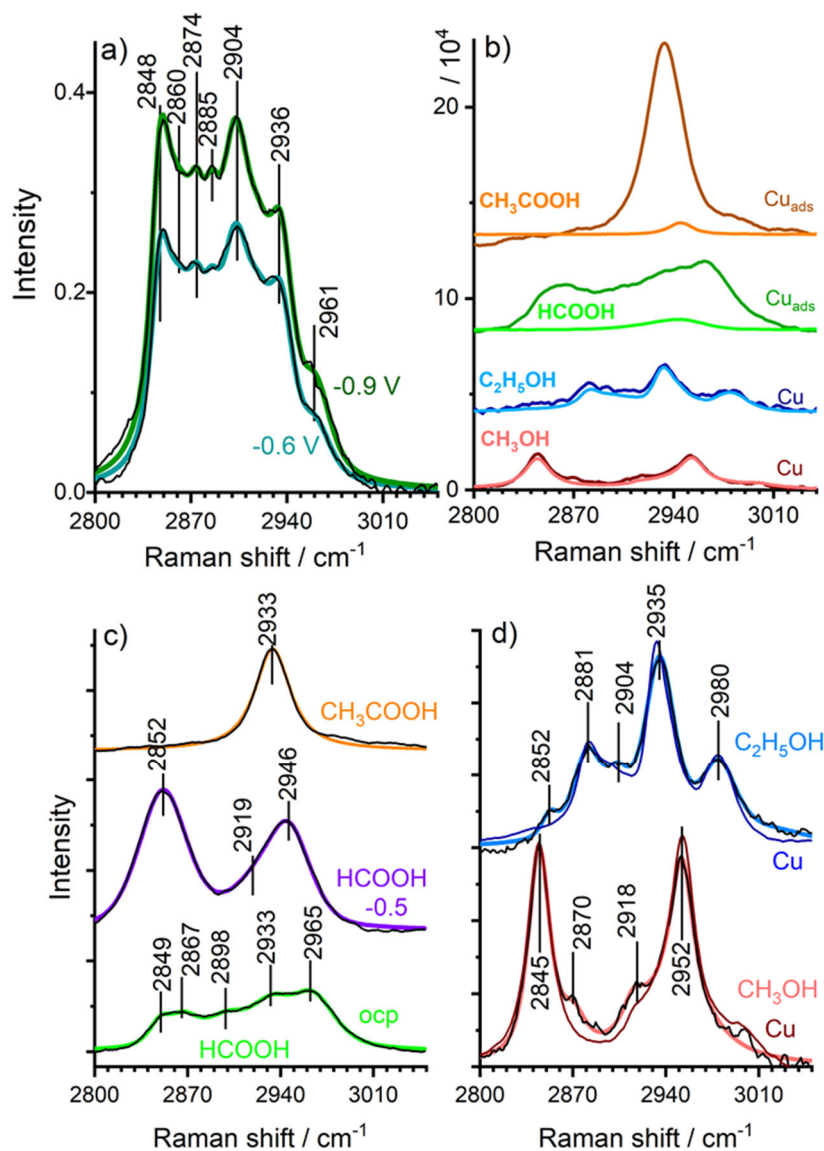 a)
2848
2860
2874
2885
2904
2936
2961
0.4
0.2
0.0
Intensity
-0.9 V
-0.6 V
2800
2870
2940
3010
Raman shift / cm⁻¹
b)
/ 10⁴
20
10
0
CH₃COOH
Cu_ads
HCOOH
Cu_ads
C₂H₅OH
Cu
CH₃OH
Cu
2800
2870
2940
3010
Raman shift / cm⁻¹
c)
2933
CH₃COOH
2852
2919
2946
HCOOH
-0.5
2849
2867
2898
2933
2965
ocp
HCOOH
Intensity
2800
2870
2940
3010
Raman shift / cm⁻¹
d)
2852
2881
2904
2935
2980
C₂H₅OH
Cu
2845
2870
2918
2952
CH₃OH
Cu
2800
2870
2940
3010
Raman shift / cm⁻¹